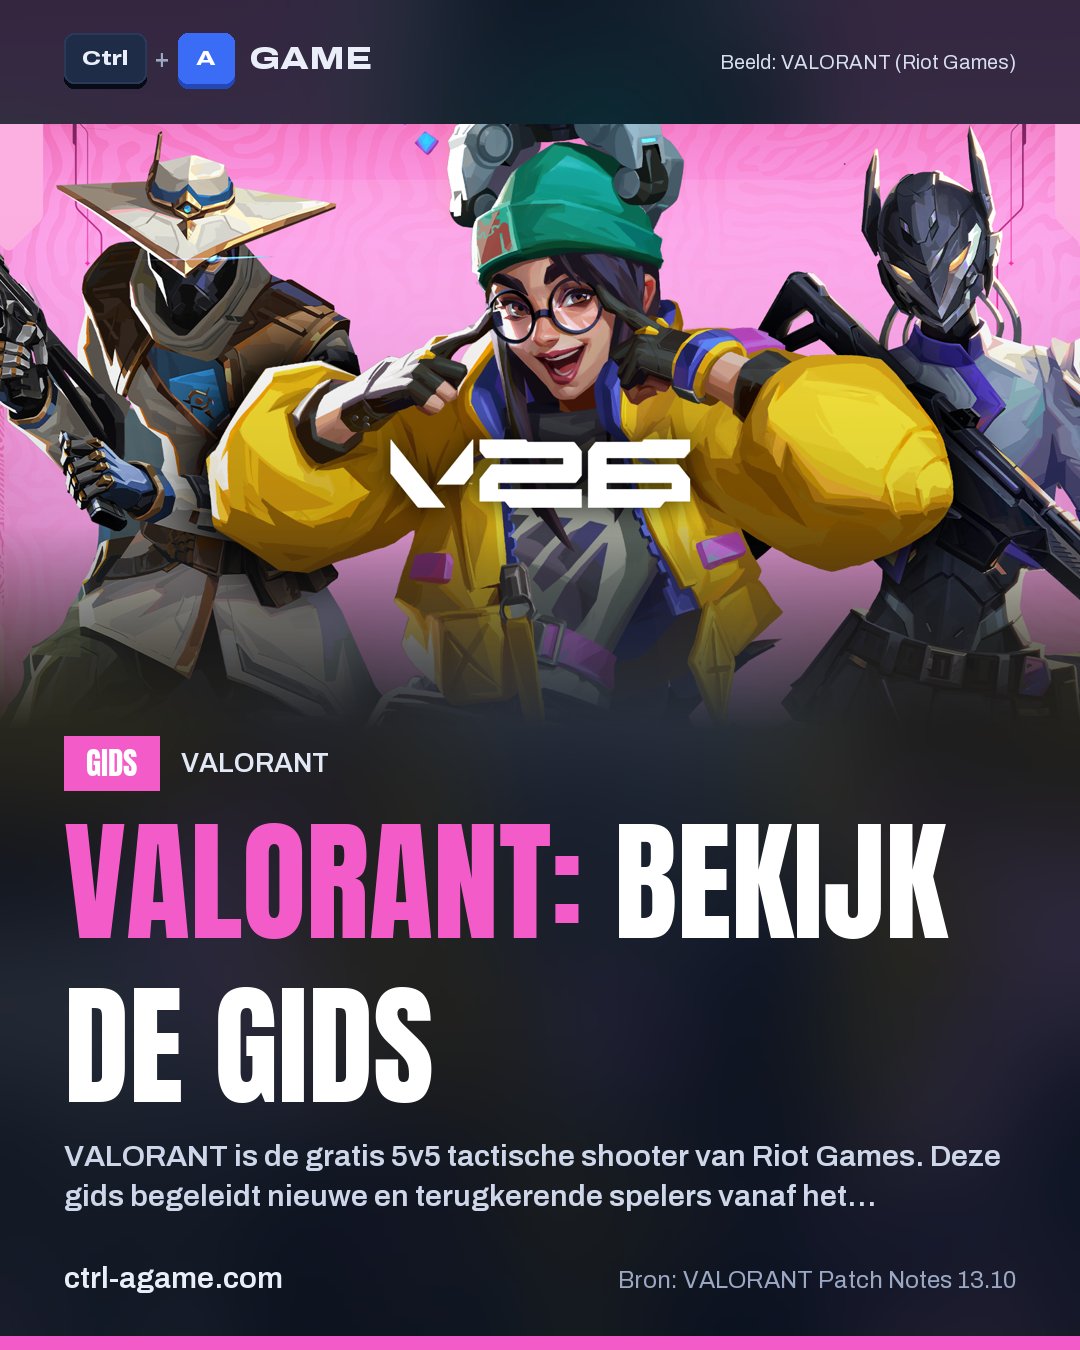 Ctrl + A GAME
Beeld: VALORANT (Riot Games)
V26
GIDS VALORANT
VALORANT: BEKIJK
DE GIDS
VALORANT is de gratis 5v5 tactische shooter van Riot Games. Deze
gids begeleidt nieuwe en terugkerende spelers vanaf het...
ctrl-agame.com
Bron: VALORANT Patch Notes 13.10